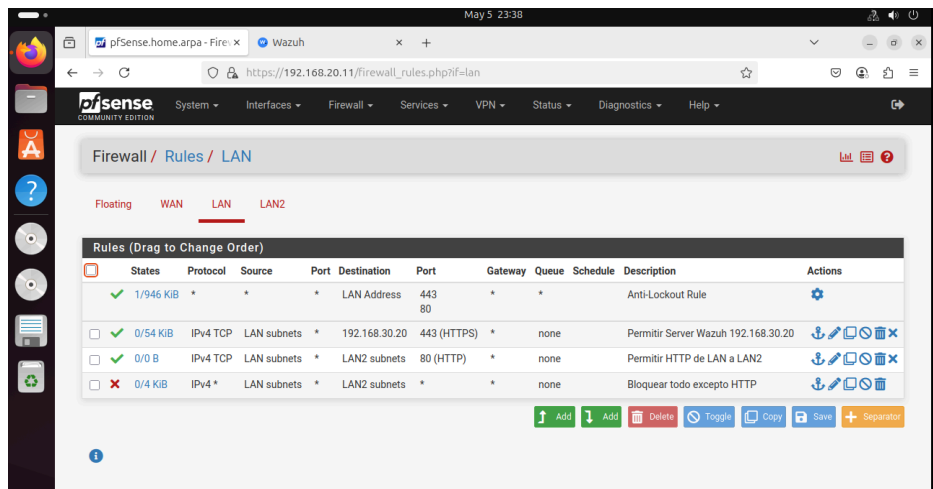 May 5 23:38
pfSense.home.arpa - Fire
Wazuh
https://192.168.20.11/firewall_rules.php?if=lan
pfsense
COMMUNITY EDITION
System Interfaces Firewall Services VPN Status Diagnostics Help
Firewall / Rules / LAN
Floating WAN LAN LAN2
Rules (Drag to Change Order)
States Protocol Source Port Destination Port Gateway Queue Schedule Description Actions
1/946 KiB * * * LAN Address 443 * * Anti-Lockout Rule
80
0/54 KiB IPv4 TCP LAN subnets * 192.168.30.20 443 (HTTPS) * none Permitir Server Wazuh 192.168.30.20
0/0 B IPv4 TCP LAN subnets * LAN2 subnets 80 (HTTP) * none Permitir HTTP de LAN a LAN2
0/4 KiB IPv4 * LAN subnets * LAN2 subnets * * none Bloquear todo excepto HTTP
Add Add Delete Toggle Copy Save Separator